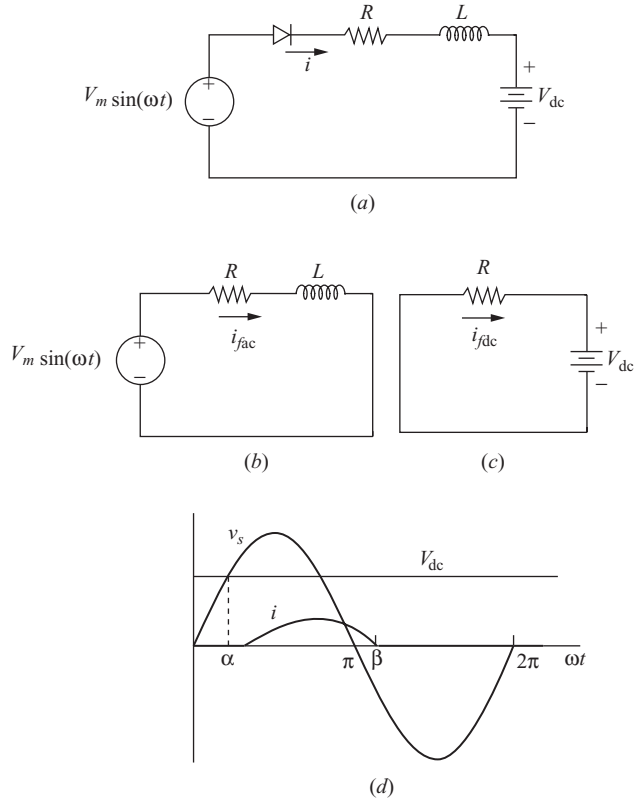 R L
i
V_m sin(ωt)
+
−
+
V_dc
−
(a)
R L
i_fac
V_m sin(ωt)
+
−
(b)
R
i_fdc
+
V_dc
−
(c)
v_s
V_dc
i
α π β 2π ωt
(d)